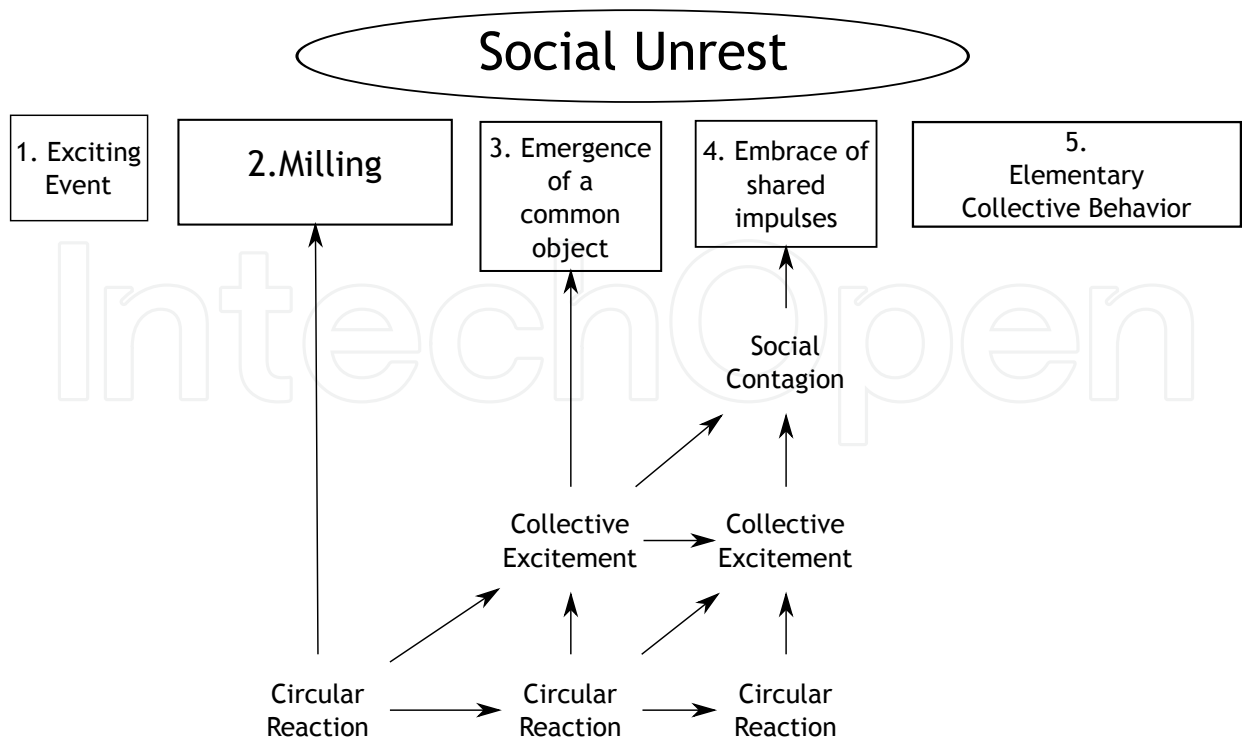 Social Unrest
1. Exciting
Event
2.Milling
3. Emergence
of a
common
object
4. Embrace of
shared
impulses
5.
Elementary
Collective Behavior
IntechOpen
Social
Contagion
Collective
Excitement
Collective
Excitement
Circular
Reaction
Circular
Reaction
Circular
Reaction